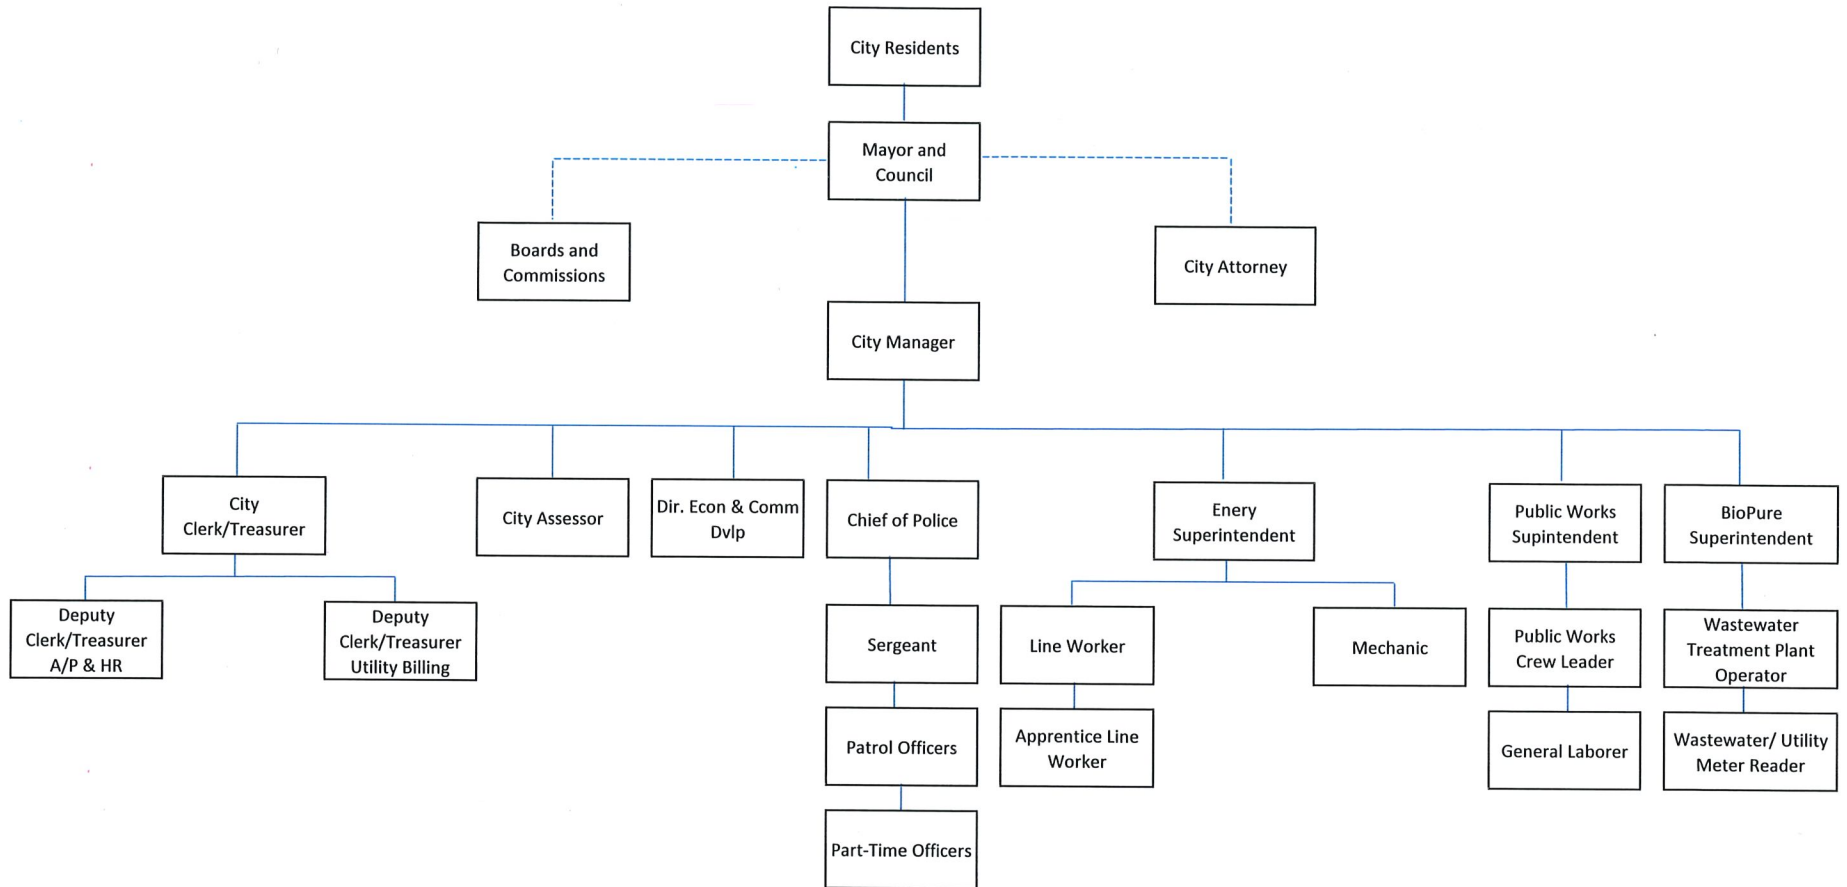 City Residents
Mayor and
Council
Boards and
Commissions
City Attorney
City Manager
City
Clerk/Treasurer
City Assessor
Dir. Econ & Comm
Dvlp
Chief of Police
Enery
Superintendent
Public Works
Supintendent
BioPure
Superintendent
Deputy
Clerk/Treasurer
A/P & HR
Deputy
Clerk/Treasurer
Utility Billing
Sergeant
Line Worker
Mechanic
Public Works
Crew Leader
Wastewater
Treatment Plant
Operator
Patrol Officers
Apprentice Line
Worker
General Laborer
Wastewater/ Utility
Meter Reader
Part-Time Officers